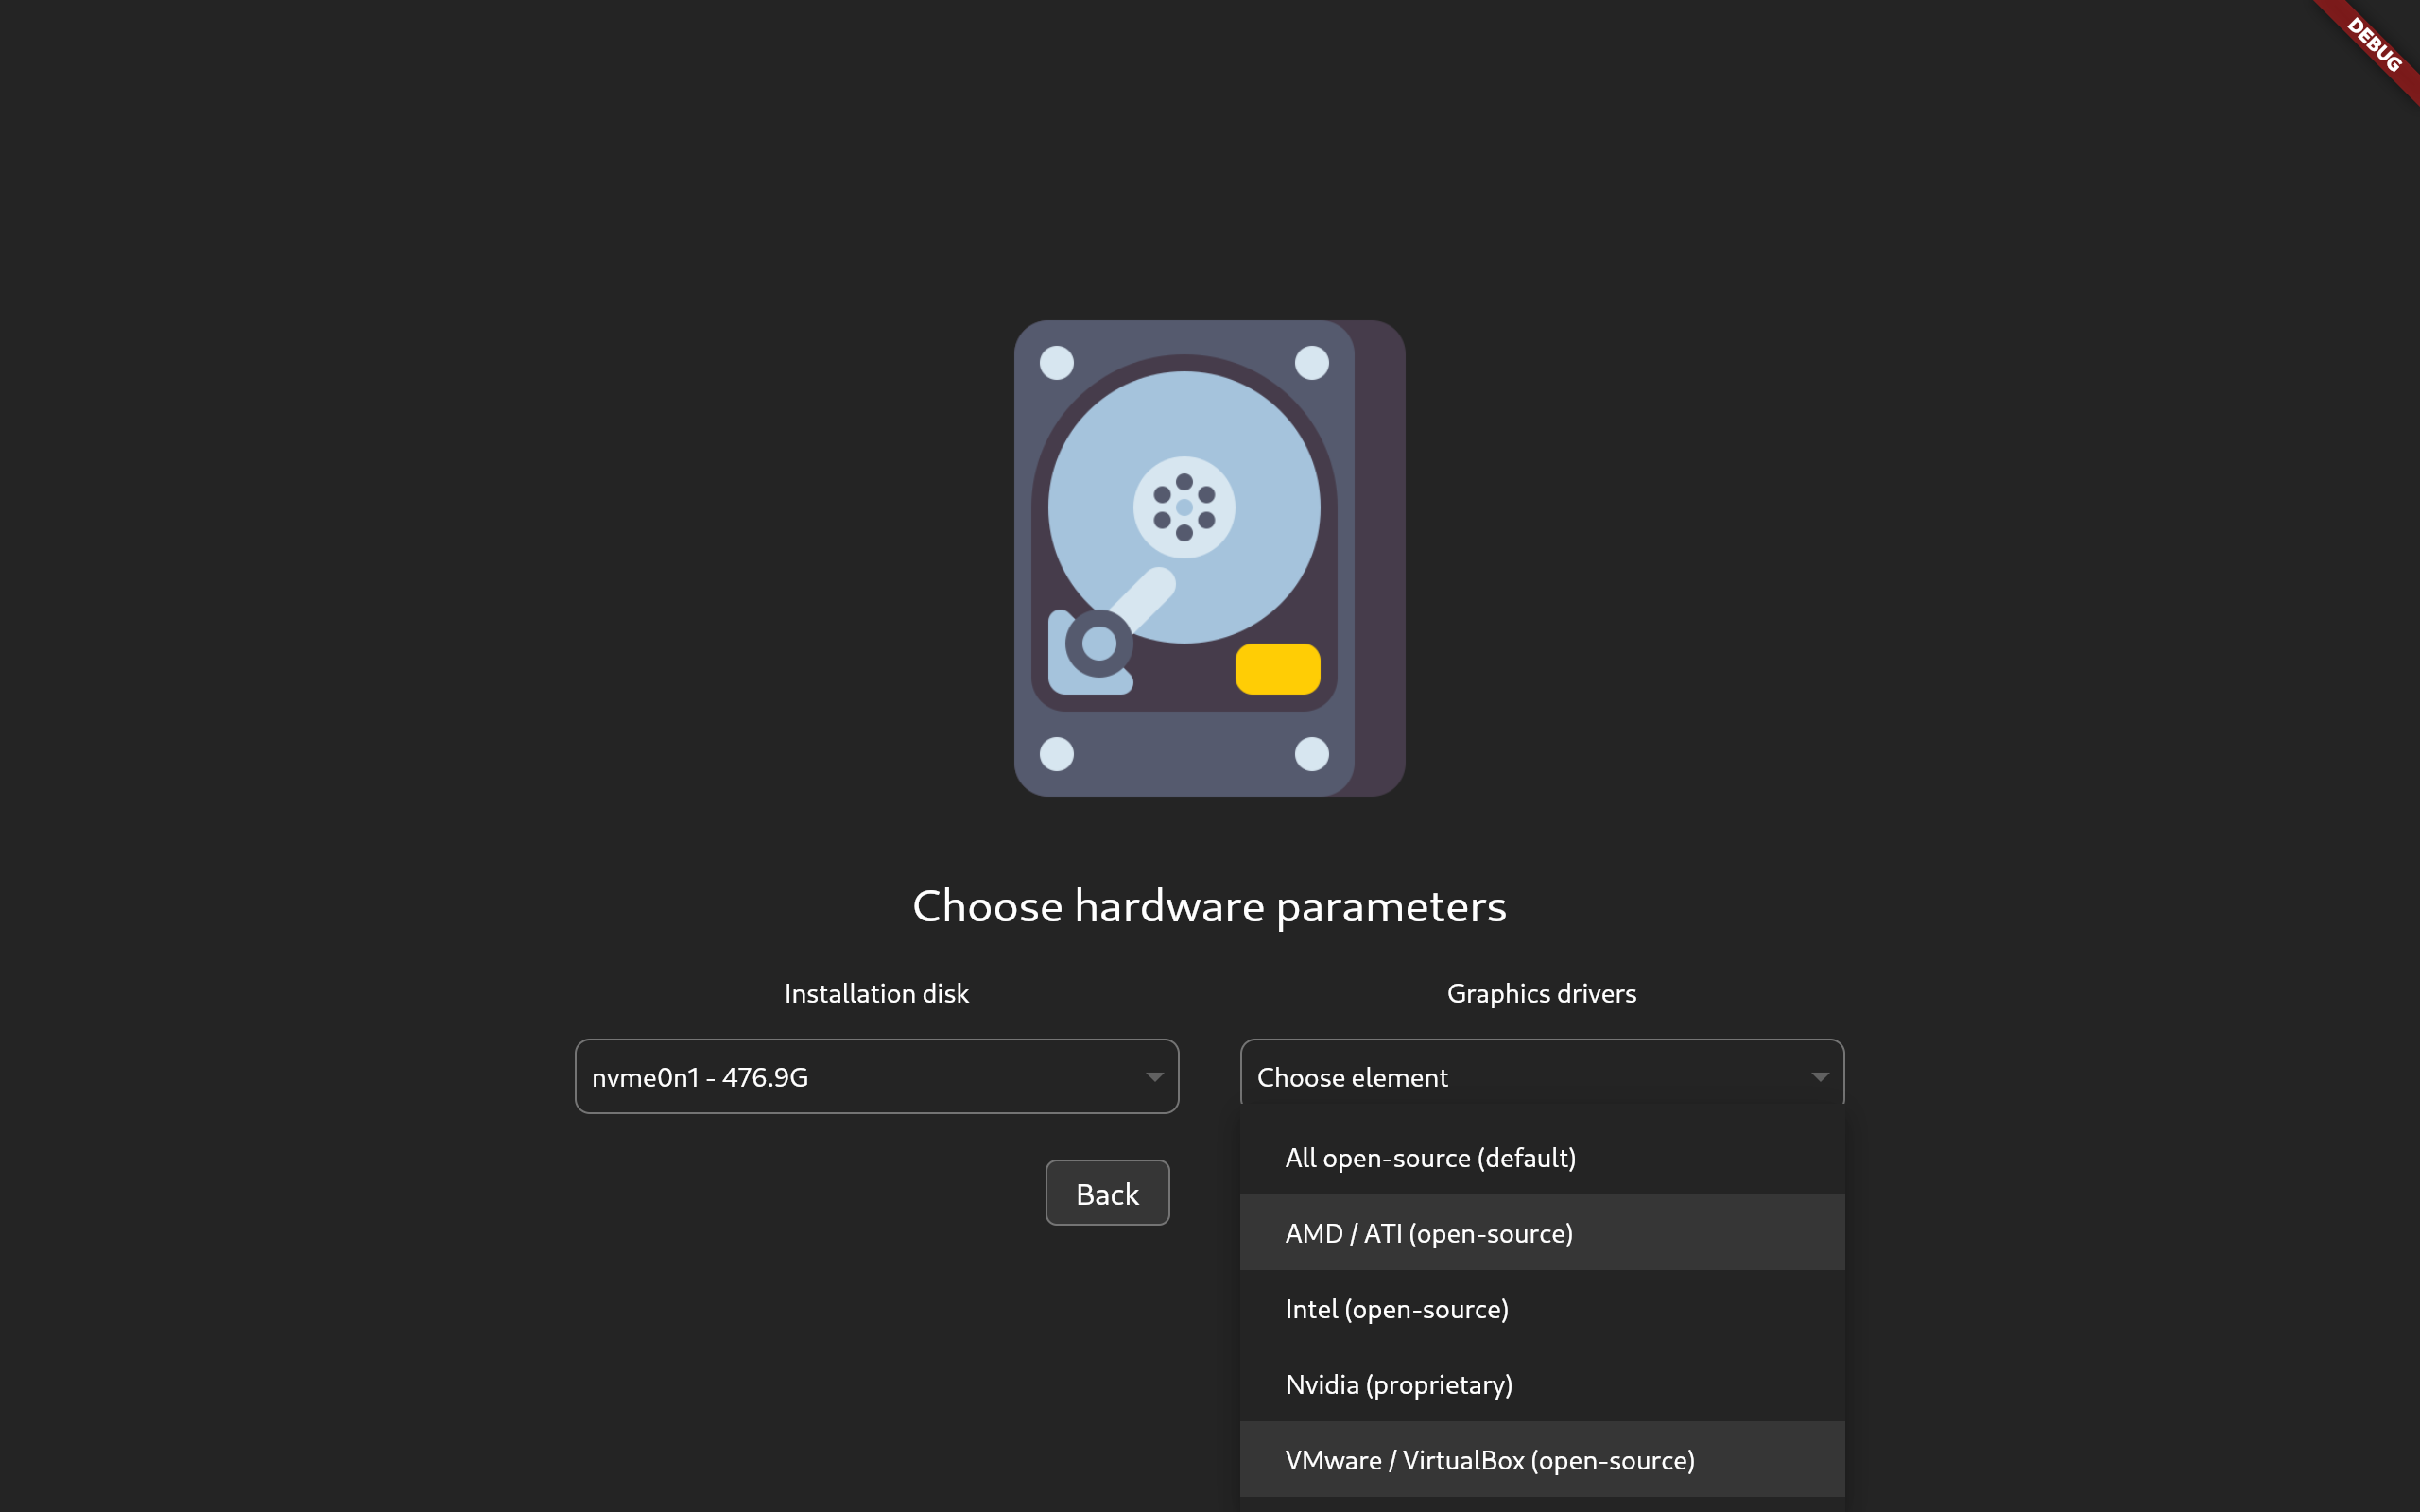 DEBUG
Choose hardware parameters
Installation disk
Graphics drivers
nvme0n1 - 476.9G
Choose element
All open-source (default)
Back
AMD / ATI (open-source)
Intel (open-source)
Nvidia (proprietary)
VMware / VirtualBox (open-source)